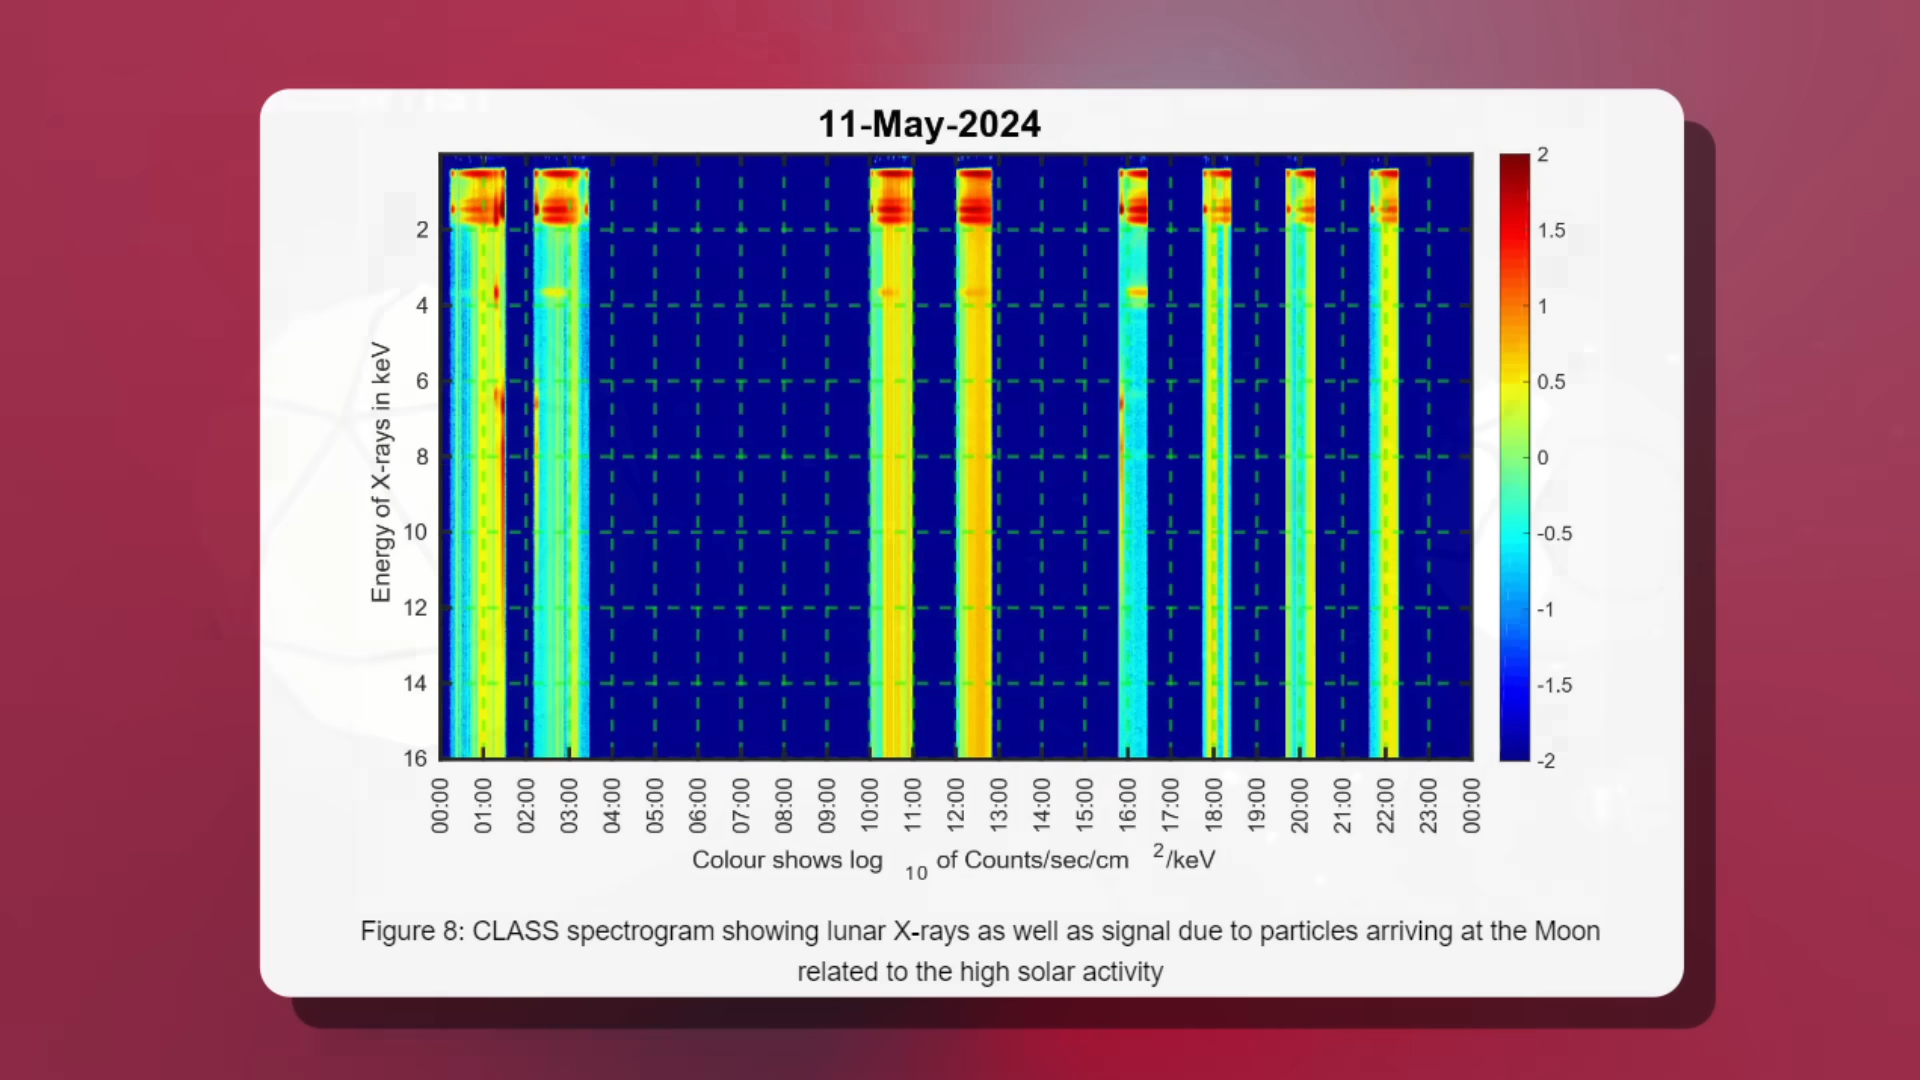 11-May-2024
Energy of X-rays in keV
2
4
6
8
10
12
14
16
00:00 01:00 02:00 03:00 04:00 05:00 06:00 07:00 08:00 09:00 10:00 11:00 12:00 13:00 14:00 15:00 16:00 17:00 18:00 19:00 20:00 21:00 22:00 23:00 00:00
2
1.5
1
0.5
0
-0.5
-1
-1.5
-2
Colour shows log 10 of Counts/sec/cm 2/keV
Figure 8: CLASS spectrogram showing lunar X-rays as well as signal due to particles arriving at the Moon
related to the high solar activity